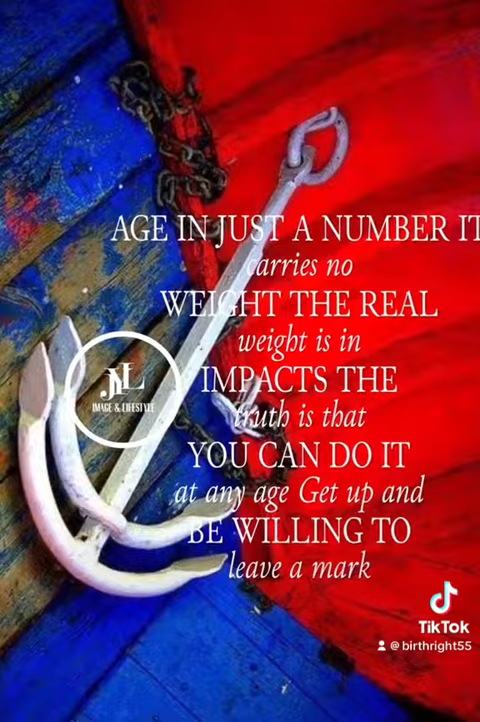 AGE IN JUST A NUMBER IT
carries no
WEIGHT THE REAL
weight is in
IMPACTS THE
truth is that
YOU CAN DO IT
at any age Get up and
BE WILLING TO
leave a mark
JL
IMAGE & LIFESTYLE
TikTok
@birthright55